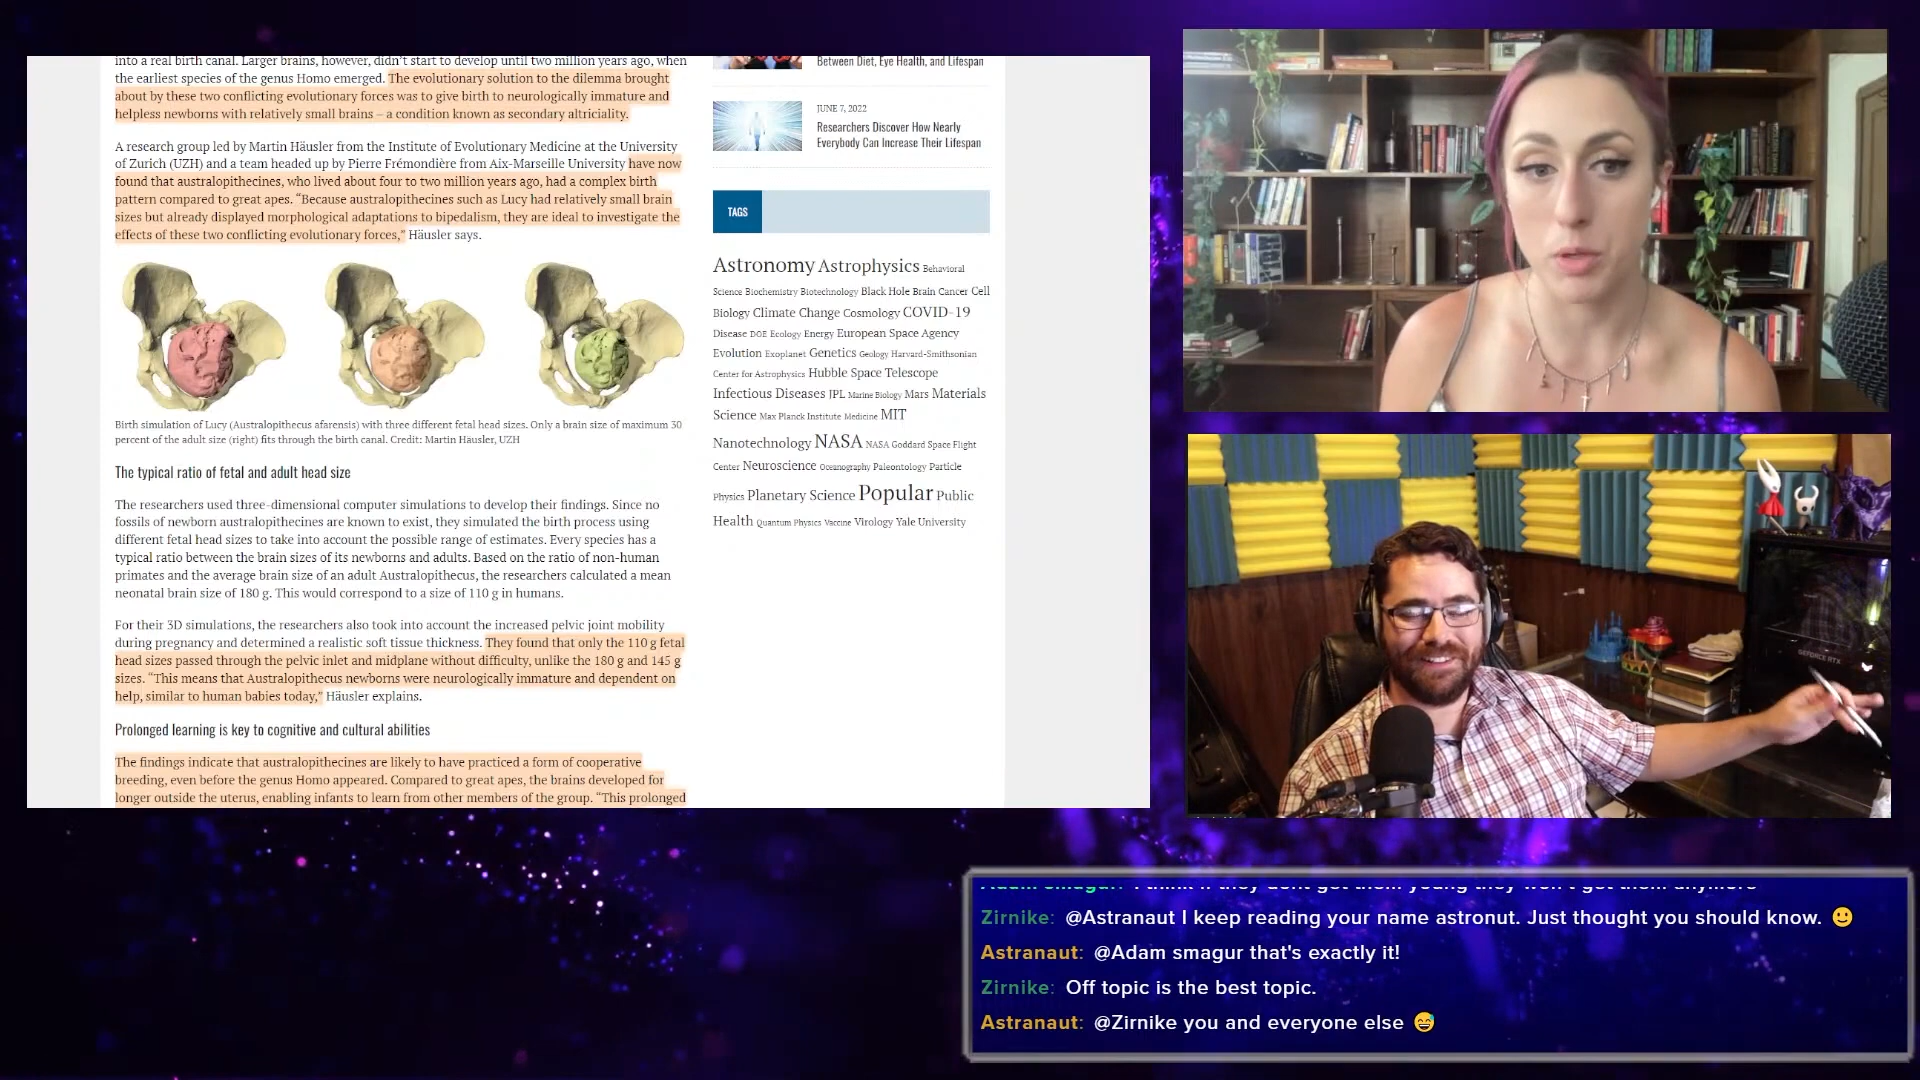 into a real birth canal. Larger brains, however, didn't start to develop until two million years ago, when
the earliest species of the genus Homo emerged. The evolutionary solution to the dilemma brought
about by these two conflicting evolutionary forces was to give birth to neurologically immature and
helpless newborns with relatively small brains – a condition known as secondary altriciality.
A research group led by Martin Häusler from the Institute of Evolutionary Medicine at the University
of Zurich (UZH) and a team headed up by Pierre Frémondière from Aix-Marseille University have now
found that australopithecines, who lived about four to two million years ago, had a complex birth
pattern compared to great apes. “Because australopithecines such as Lucy had relatively small brain
sizes but already displayed morphological adaptations to bipedalism, they are ideal to investigate the
effects of these two conflicting evolutionary forces,” Häusler says.
Birth simulation of Lucy (Australopithecus afarensis) with three different fetal head sizes. Only a brain size of maximum 30
percent of the adult size (right) fits through the birth canal. Credit: Martin Häusler, UZH
The typical ratio of fetal and adult head size
The researchers used three-dimensional computer simulations to develop their findings. Since no
fossils of newborn australopithecines are known to exist, they simulated the birth process using
different fetal head sizes to take into account the possible range of estimates. Every species has a
typical ratio between the brain sizes of its newborns and adults. Based on the ratio of non-human
primates and the average brain size of an adult Australopithecus, the researchers calculated a mean
neonatal brain size of 180 g. This would correspond to a size of 110 g in humans.
For their 3D simulations, the researchers also took into account the increased pelvic joint mobility
during pregnancy and determined a realistic soft tissue thickness. They found that only the 110 g fetal
head sizes passed through the pelvic inlet and midplane without difficulty, unlike the 180 g and 145 g
sizes. “This means that Australopithecus newborns were neurologically immature and dependent on
help, similar to human babies today,” Häusler explains.
Prolonged learning is key to cognitive and cultural abilities
The findings indicate that australopithecines are likely to have practiced a form of cooperative
breeding, even before the genus Homo appeared. Compared to great apes, the brains developed for
longer outside the uterus, enabling infants to learn from other members of the group. “This prolonged
Between Diet, Eye Health, and Lifespan
JUNE 7, 2022
Researchers Discover How Nearly
Everybody Can Increase Their Lifespan
TAGS
Astronomy Astrophysics Behavioral
Science Biochemistry Biotechnology Black Hole Brain Cancer Cell
Biology Climate Change Cosmology COVID-19
Disease DOE Ecology Energy European Space Agency
Evolution Exoplanet Genetics Geology Harvard-Smithsonian
Center for Astrophysics Hubble Space Telescope
Infectious Diseases JPL Marine Biology Mars Materials
Science Max Planck Institute Medicine MIT
Nanotechnology NASA NASA Goddard Space Flight
Center Neuroscience Oceanography Paleontology Particle
Physics Planetary Science Popular Public
Health Quantum Physics Vaccine Virology Yale University
GEFORCE RTX
Adam smagur: I think if they dont get them young they won't get them anymore
Zirnike: @Astranaut I keep reading your name astronut. Just thought you should know. 🙂
Astranaut: @Adam smagur that's exactly it!
Zirnike: Off topic is the best topic.
Astranaut: @Zirnike you and everyone else 😅